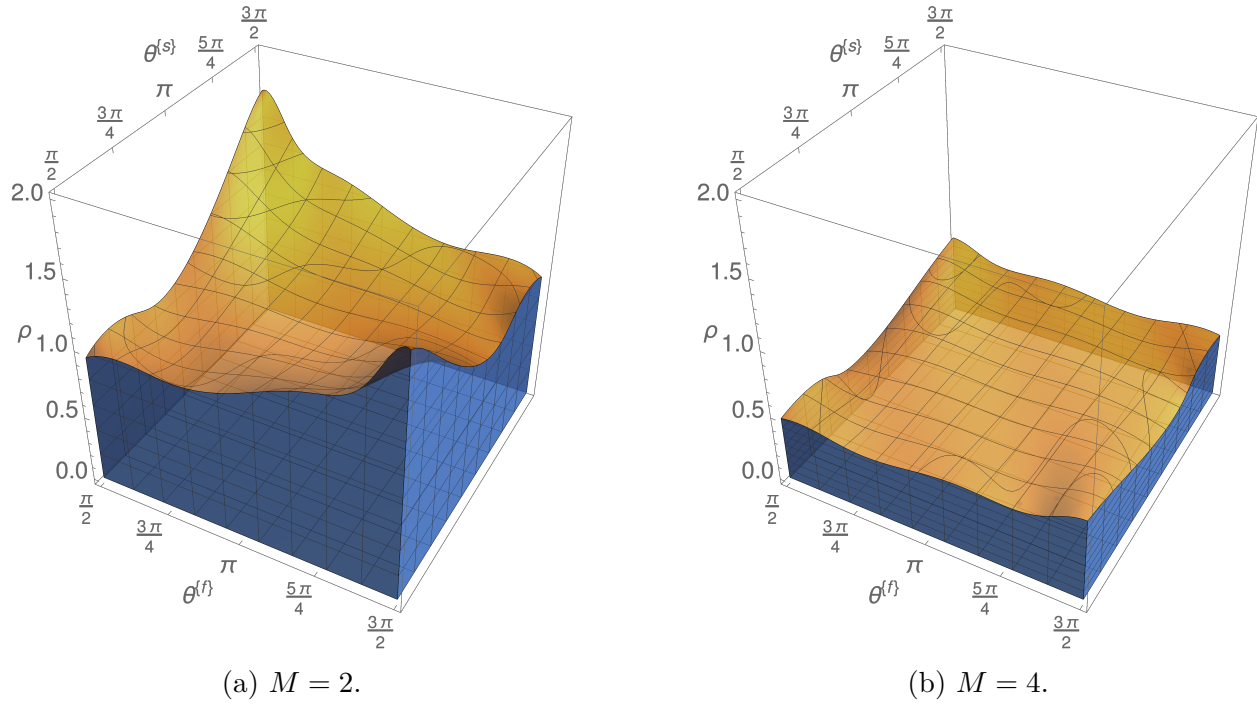 3π/2
5π/4
θ^{s}
π
3π/4
π/2
2.0
1.5
ρ
1.0
0.5
0.0
π/2
3π/4
π
θ^{f}
5π/4
3π/2
(a) M = 2.
3π/2
5π/4
θ^{s}
π
3π/4
π/2
2.0
1.5
ρ
1.0
0.5
0.0
π/2
3π/4
π
θ^{f}
5π/4
3π/2
(b) M = 4.